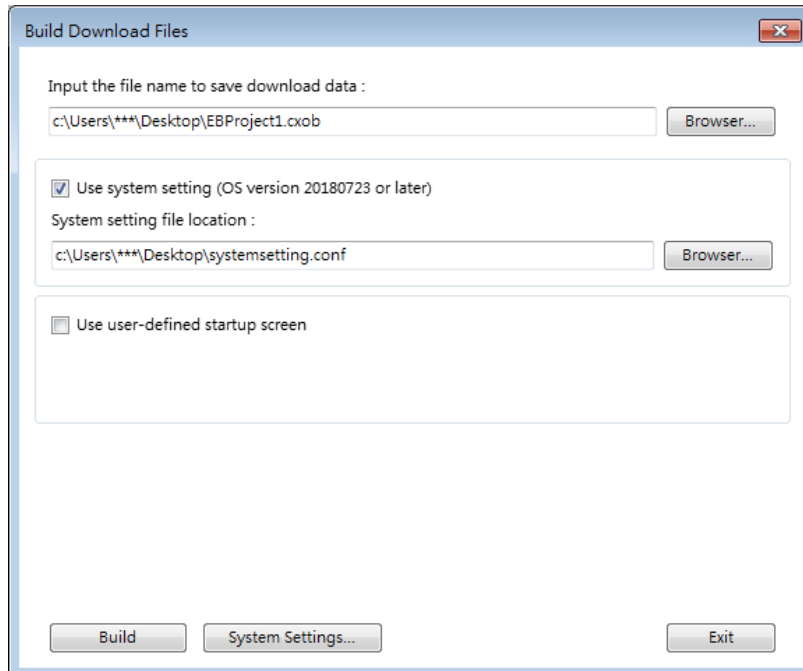 Build Download Files
Input the file name to save download data :
c:\Users\***\Desktop\EBProject1.cxob
Browser...
Use system setting (OS version 20180723 or later)
System setting file location :
c:\Users\***\Desktop\systemsetting.conf
Browser...
Use user-defined startup screen
Build
System Settings...
Exit